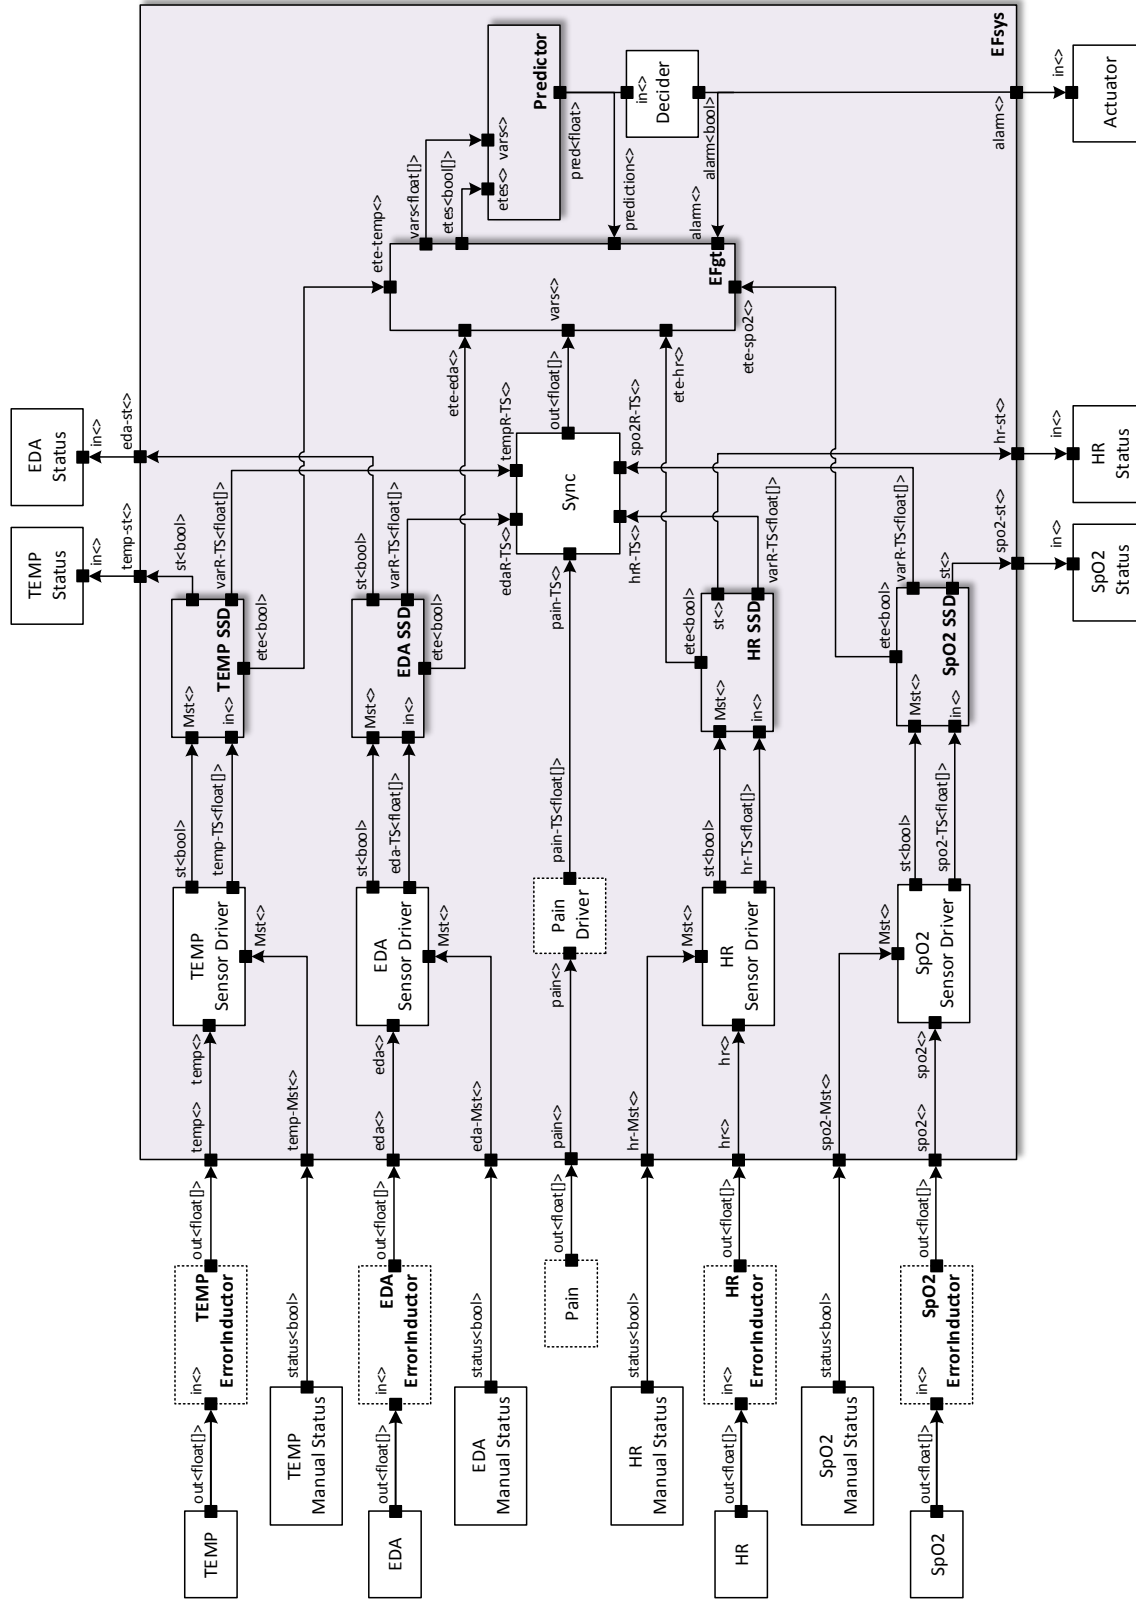 TEMP
out<float[]>
in<>
TEMP
ErrorInductor
out<float[]>
temp<>
temp<>
TEMP
Sensor Driver
Mst<>
st<bool>
temp-TS<float[]>
Mst<>
in<>
TEMP SSD
ete<bool>
st<bool>
varR-TS<float[]>
temp-st<>
in<>
TEMP
Status
TEMP
Manual Status
status<bool>
temp-Mst<>
EDA
out<float[]>
in<>
EDA
ErrorInductor
out<float[]>
eda<>
eda<>
EDA
Sensor Driver
Mst<>
st<bool>
eda-TS<float[]>
Mst<>
in<>
EDA SSD
ete<bool>
st<bool>
varR-TS<float[]>
eda-st<>
in<>
EDA
Status
EDA
Manual Status
status<bool>
eda-Mst<>
Pain
out<float[]>
pain<>
pain<>
Pain
Driver
pain-TS<float[]>
pain-TS<>
edaR-TS<>
tempR-TS<>
Sync
hrR-TS<>
spo2R-TS<>
out<float[]>
vars<>
ete-eda<>
ete-temp<>
ete-hr<>
ete-spo2<>
EFgt
vars<float[]>
etes<bool[]>
prediction<>
alarm<>
etes<>
vars<>
Predictor
pred<float>
in<>
Decider
alarm<bool>
EFsys
alarm<>
in<>
Actuator
HR
Manual Status
status<bool>
hr-Mst<>
HR
out<float[]>
in<>
HR
ErrorInductor
out<float[]>
hr<>
hr<>
HR
Sensor Driver
Mst<>
st<bool>
hr-TS<float[]>
Mst<>
in<>
HR SSD
ete<bool>
st<>
varR-TS<float[]>
hr-st<>
in<>
HR
Status
SpO2
Manual Status
status<bool>
spo2-Mst<>
SpO2
out<float[]>
in<>
SpO2
ErrorInductor
out<float[]>
spo2<>
spo2<>
SpO2
Sensor Driver
Mst<>
st<bool>
spo2-TS<float[]>
Mst<>
in<>
SpO2 SSD
ete<bool>
varR-TS<float[]>
st<>
spo2-st<>
in<>
SpO2
Status